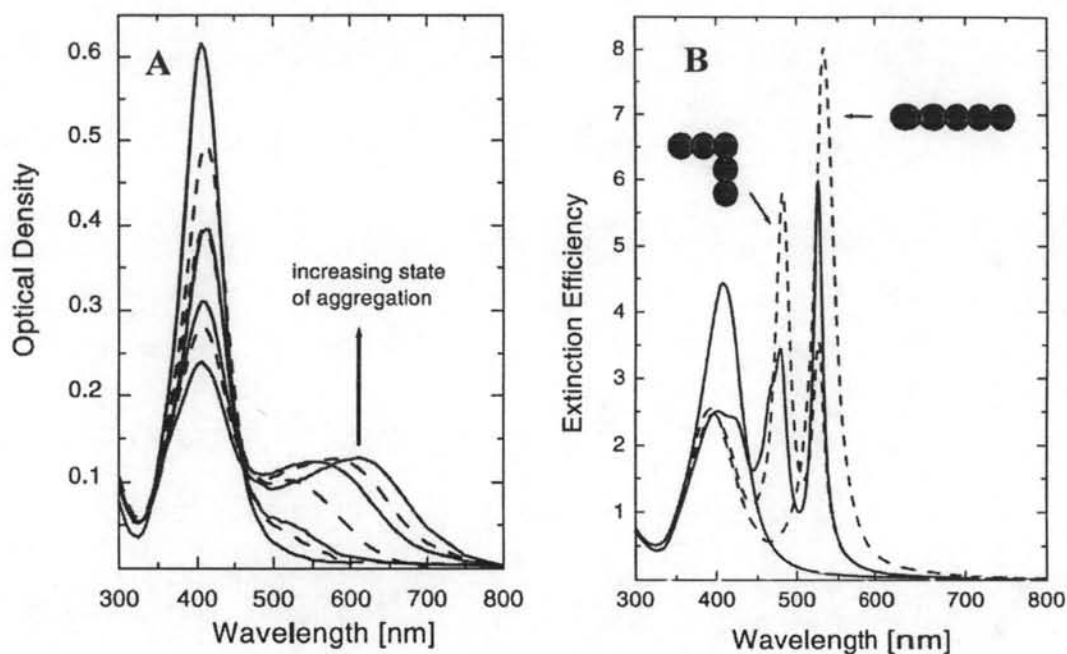 A
0.6
0.5
0.4
0.3
0.2
0.1
Optical Density
increasing state
of aggregation
300 400 500 600 700 800
Wavelength [nm]
B
8
7
6
5
4
3
2
1
Extinction Efficiency
300 400 500 600 700 800
Wavelength [nm]